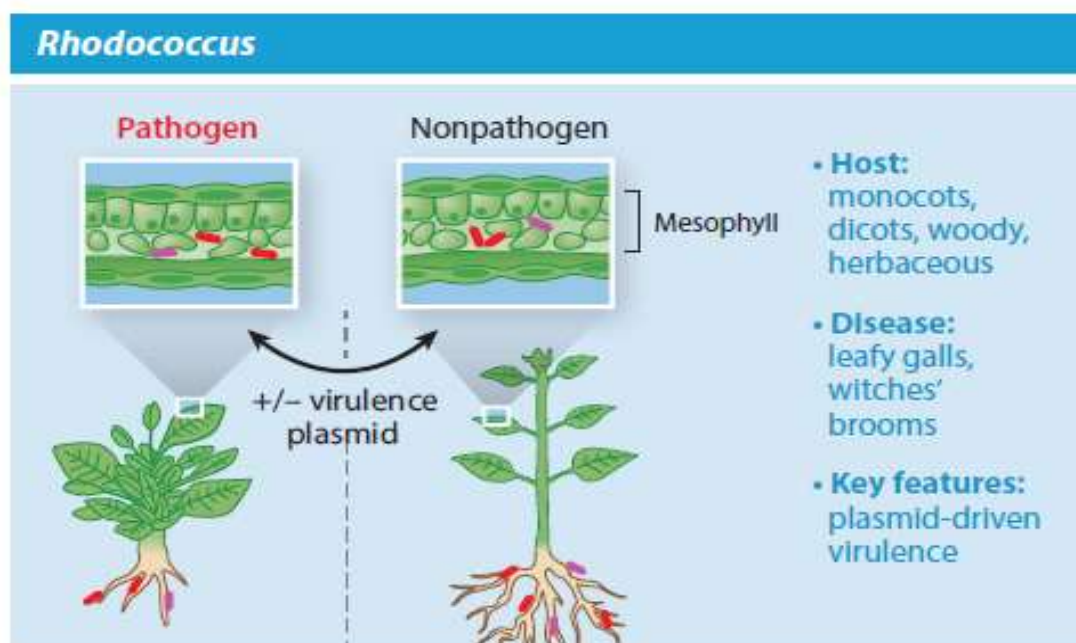 Rhodococcus
Pathogen
Nonpathogen
Mesophyll
+/– virulence
plasmid
• Host:
monocots,
dicots, woody,
herbaceous
• Disease:
leafy galls,
witches’
brooms
• Key features:
plasmid-driven
virulence